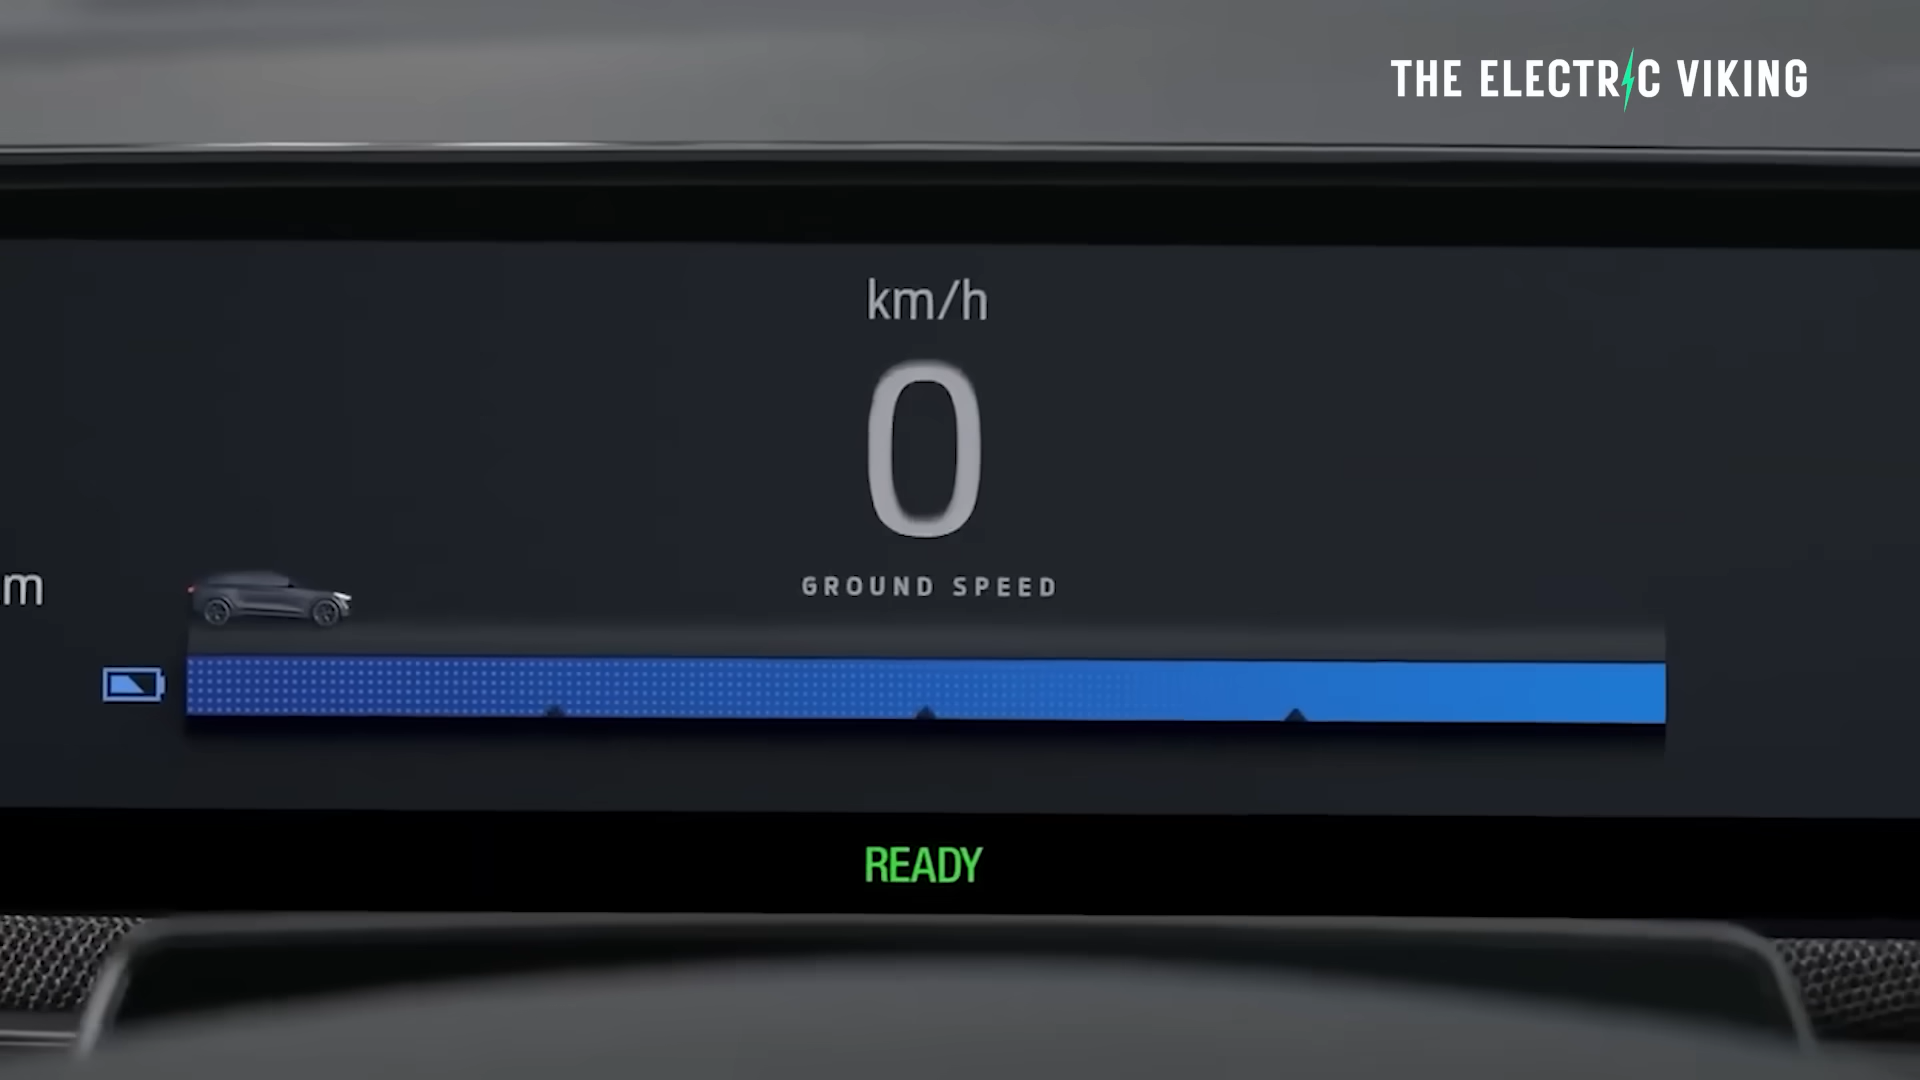 THE ELECTRIC VIKING
km/h
0
GROUND SPEED
m
READY